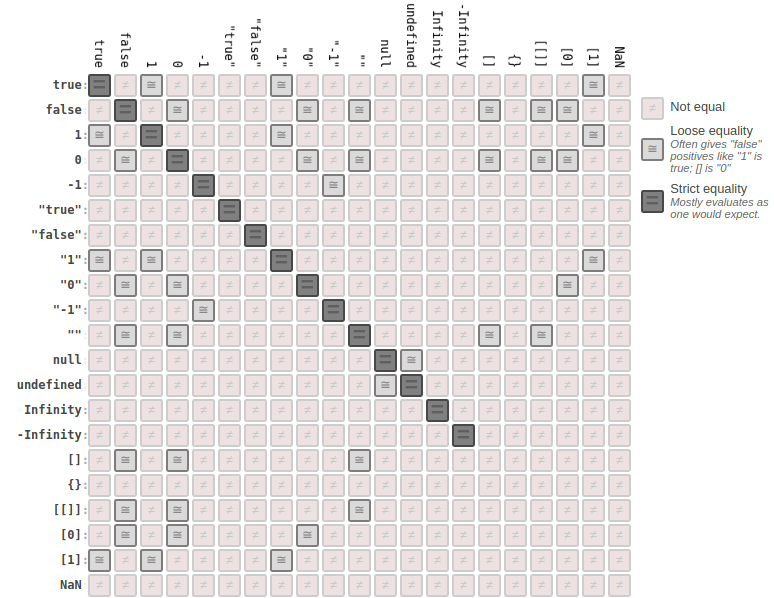 true
false
1
0
-1
"true"
"false"
"1"
"0"
"-1"
""
null
undefined
Infinity
-Infinity
[]
{}
[[]]
[0]
[1]
NaN
true: = ≠ ≅ ≠ ≠ ≠ ≠ ≅ ≠ ≠ ≠ ≠ ≠ ≠ ≠ ≠ ≠ ≠ ≠ ≅ ≠
false ≠ = ≠ ≅ ≠ ≠ ≠ ≠ ≅ ≠ ≅ ≠ ≠ ≠ ≠ ≅ ≠ ≅ ≅ ≠ ≠
1: ≅ ≠ = ≠ ≠ ≠ ≠ ≅ ≠ ≠ ≠ ≠ ≠ ≠ ≠ ≠ ≠ ≠ ≠ ≅ ≠
0 ≠ ≅ ≠ = ≠ ≠ ≠ ≠ ≅ ≠ ≅ ≠ ≠ ≠ ≠ ≅ ≠ ≅ ≅ ≠ ≠
-1 ≠ ≠ ≠ ≠ = ≠ ≠ ≠ ≠ ≅ ≠ ≠ ≠ ≠ ≠ ≠ ≠ ≠ ≠ ≠ ≠
"true": ≠ ≠ ≠ ≠ ≠ = ≠ ≠ ≠ ≠ ≠ ≠ ≠ ≠ ≠ ≠ ≠ ≠ ≠ ≠ ≠
"false": ≠ ≠ ≠ ≠ ≠ ≠ = ≠ ≠ ≠ ≠ ≠ ≠ ≠ ≠ ≠ ≠ ≠ ≠ ≠ ≠
"1": ≅ ≠ ≅ ≠ ≠ ≠ ≠ = ≠ ≠ ≠ ≠ ≠ ≠ ≠ ≠ ≠ ≠ ≠ ≅ ≠
"0": ≠ ≅ ≠ ≅ ≠ ≠ ≠ ≠ = ≠ ≠ ≠ ≠ ≠ ≠ ≠ ≠ ≠ ≅ ≠ ≠
"-1": ≠ ≠ ≠ ≠ ≅ ≠ ≠ ≠ ≠ = ≠ ≠ ≠ ≠ ≠ ≠ ≠ ≠ ≠ ≠ ≠
"": ≠ ≅ ≠ ≅ ≠ ≠ ≠ ≠ ≠ ≠ = ≠ ≠ ≠ ≠ ≅ ≠ ≅ ≠ ≠ ≠
null ≠ ≠ ≠ ≠ ≠ ≠ ≠ ≠ ≠ ≠ ≠ = ≅ ≠ ≠ ≠ ≠ ≠ ≠ ≠ ≠
undefined ≠ ≠ ≠ ≠ ≠ ≠ ≠ ≠ ≠ ≠ ≠ ≅ = ≠ ≠ ≠ ≠ ≠ ≠ ≠ ≠
Infinity: ≠ ≠ ≠ ≠ ≠ ≠ ≠ ≠ ≠ ≠ ≠ ≠ ≠ = ≠ ≠ ≠ ≠ ≠ ≠ ≠
-Infinity: ≠ ≠ ≠ ≠ ≠ ≠ ≠ ≠ ≠ ≠ ≠ ≠ ≠ ≠ = ≠ ≠ ≠ ≠ ≠ ≠
[]: ≠ ≅ ≠ ≅ ≠ ≠ ≠ ≠ ≠ ≠ ≅ ≠ ≠ ≠ ≠ ≠ ≠ ≠ ≠ ≠ ≠
{}: ≠ ≠ ≠ ≠ ≠ ≠ ≠ ≠ ≠ ≠ ≠ ≠ ≠ ≠ ≠ ≠ ≠ ≠ ≠ ≠ ≠
[[]]: ≠ ≅ ≠ ≅ ≠ ≠ ≠ ≠ ≠ ≠ ≅ ≠ ≠ ≠ ≠ ≠ ≠ ≠ ≠ ≠ ≠
[0]: ≠ ≅ ≠ ≅ ≠ ≠ ≠ ≠ ≅ ≠ ≠ ≠ ≠ ≠ ≠ ≠ ≠ ≠ ≠ ≠ ≠
[1]: ≅ ≠ ≅ ≠ ≠ ≠ ≠ ≅ ≠ ≠ ≠ ≠ ≠ ≠ ≠ ≠ ≠ ≠ ≠ ≠ ≠
NaN ≠ ≠ ≠ ≠ ≠ ≠ ≠ ≠ ≠ ≠ ≠ ≠ ≠ ≠ ≠ ≠ ≠ ≠ ≠ ≠ ≠
≠ Not equal
≅ Loose equality
Often gives "false"
positives like "1" is
true; [] is "0"
= Strict equality
Mostly evaluates as
one would expect.